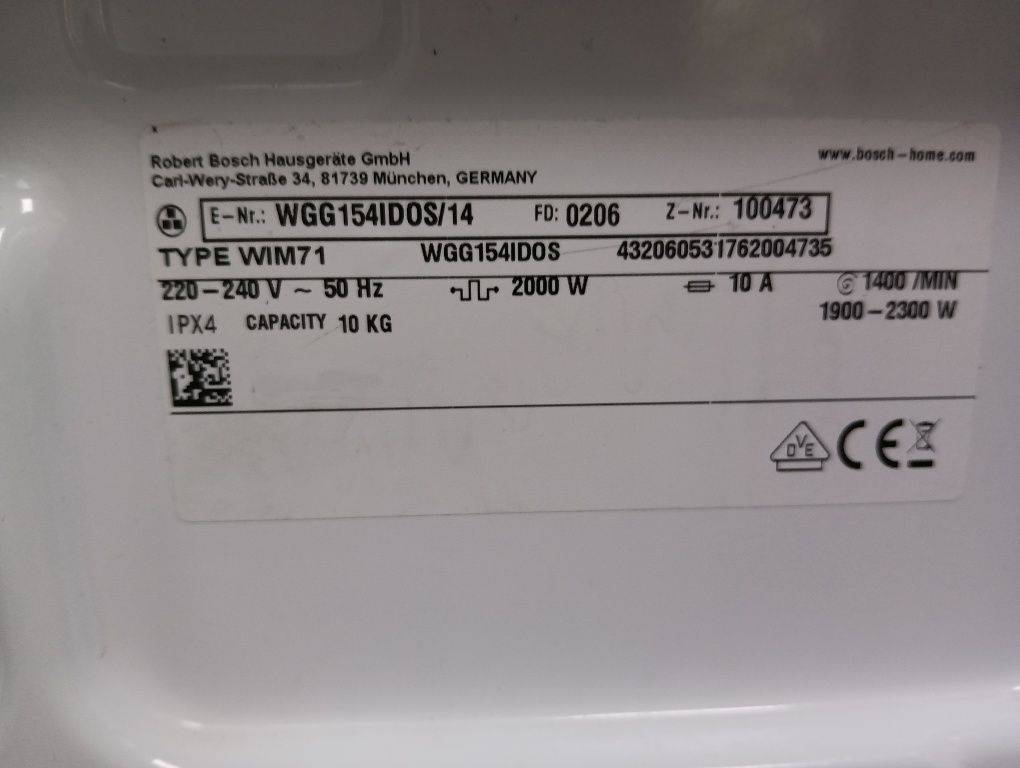 Robert Bosch Hausgeräte GmbH
www.bosch-home.com
Carl-Wery-Straße 34, 81739 München, GERMANY
E-Nr.: WGG154IDOS/14 FD: 0206 Z-Nr.: 100473
TYPE WIM71 WGG154IDOS 432060531762004735
220-240 V ~ 50 Hz 2000 W 10 A 1400 /MIN
1900-2300 W
IPX4 CAPACITY 10 KG
DVE CE